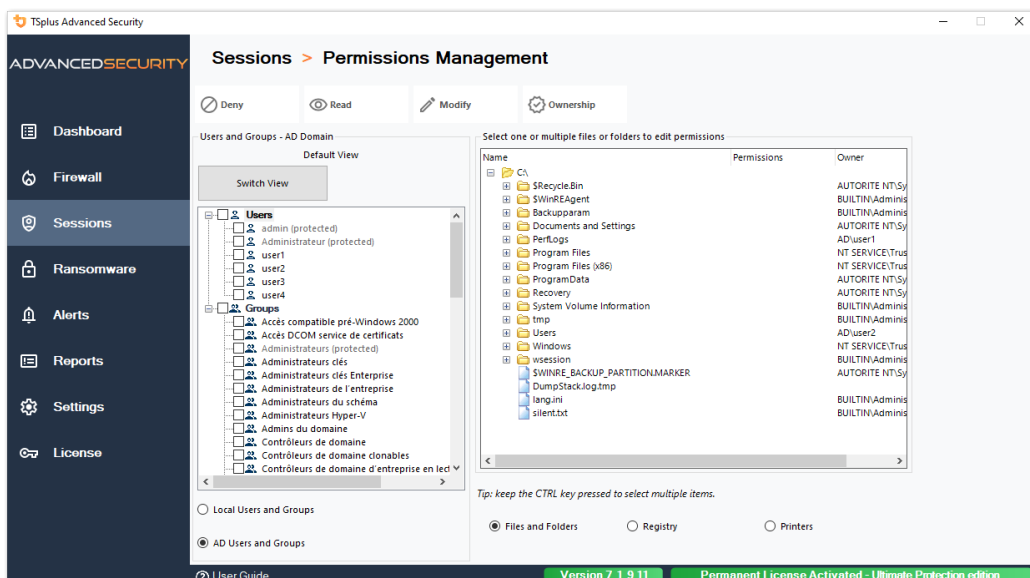 TSplus Advanced Security
ADVANCEDSECURITY
Dashboard
Firewall
Sessions
Ransomware
Alerts
Reports
Settings
License
Sessions > Permissions Management
Deny
Read
Modify
Ownership
Users and Groups - AD Domain
Default View
Switch View
Users
admin (protected)
Administrateur (protected)
user1
user2
user3
user4
Groups
Accès compatible pré-Windows 2000
Accès DCOM service de certificats
Administrateurs (protected)
Administrateurs clés
Administrateurs clés Enterprise
Administrateurs de l'entreprise
Administrateurs du schéma
Administrateurs Hyper-V
Admins du domaine
Contrôleurs de domaine
Contrôleurs de domaine clonables
Contrôleurs de domaine d'entreprise en lect
Local Users and Groups
AD Users and Groups
Select one or multiple files or folders to edit permissions
Name Permissions Owner
C:\
$Recycle.Bin AUTORITE NT\Sy
$WinREAgent BUILTIN\Adminis
Backupparam BUILTIN\Adminis
Documents and Settings AUTORITE NT\Sy
PerfLogs AD\user1
Program Files NT SERVICE\Trus
Program Files (x86) NT SERVICE\Trus
ProgramData AUTORITE NT\Sy
Recovery AUTORITE NT\Sy
System Volume Information BUILTIN\Adminis
tmp BUILTIN\Adminis
Users AD\user2
Windows NT SERVICE\Trus
wsession BUILTIN\Adminis
$WINRE_BACKUP_PARTITION.MARKER AUTORITE NT\Sy
DumpStack.log.tmp
lang.ini BUILTIN\Adminis
silent.txt BUILTIN\Adminis
Tip: keep the CTRL key pressed to select multiple items.
Files and Folders
Registry
Printers
User Guide
Version 7.1.9.11
Permanent License Activated - Ultimate Protection edition